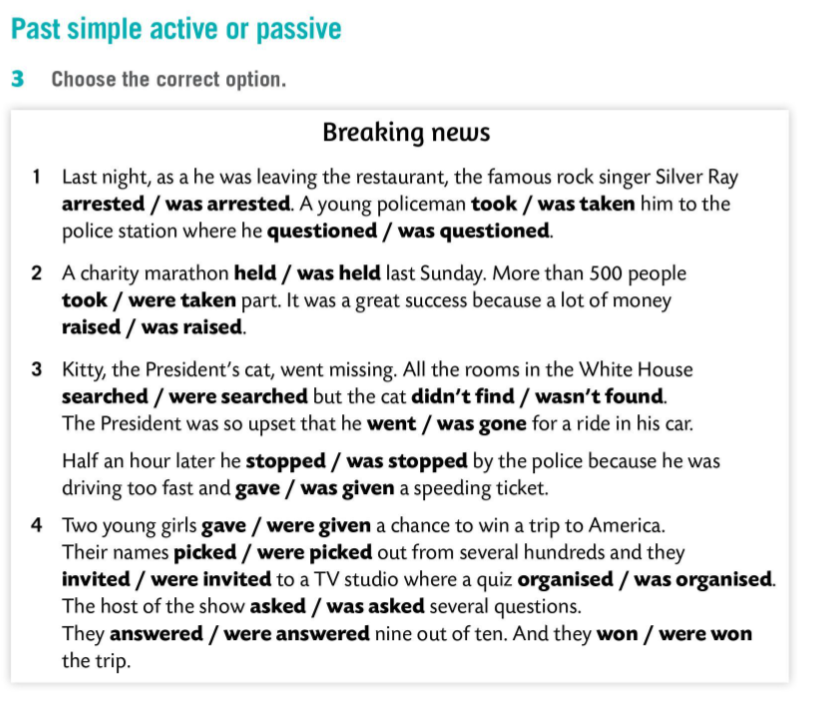 Past simple active or passive
3 Choose the correct option.
Breaking news
1 Last night, as a he was leaving the restaurant, the famous rock singer Silver Ray
arrested / was arrested. A young policeman took / was taken him to the
police station where he questioned / was questioned.
2 A charity marathon held / was held last Sunday. More than 500 people
took / were taken part. It was a great success because a lot of money
raised / was raised.
3 Kitty, the President's cat, went missing. All the rooms in the White House
searched / were searched but the cat didn't find / wasn't found.
The President was so upset that he went / was gone for a ride in his car.
Half an hour later he stopped / was stopped by the police because he was
driving too fast and gave / was given a speeding ticket.
4 Two young girls gave / were given a chance to win a trip to America.
Their names picked / were picked out from several hundreds and they
invited / were invited to a TV studio where a quiz organised / was organised.
The host of the show asked / was asked several questions.
They answered / were answered nine out of ten. And they won / were won
the trip.